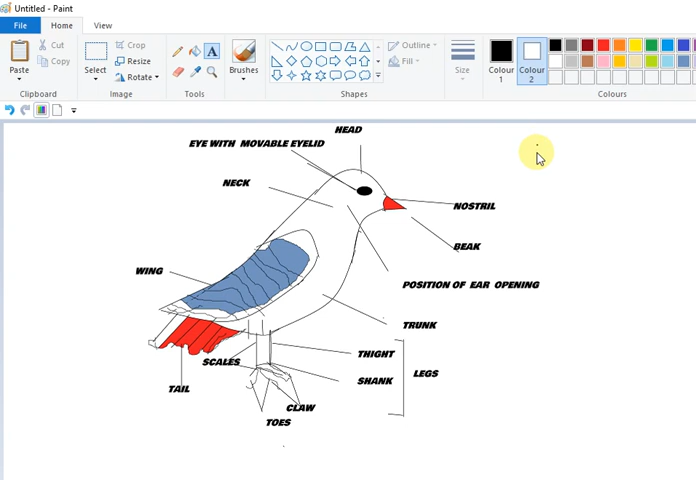 Untitled - Paint
File Home View
Paste
Cut
Copy
Clipboard
Select
Crop
Resize
Rotate
Image
A
Tools
Brushes
Shapes
Outline
Fill
Size
Colour 1
Colour 2
Colours
HEAD
EYE WITH MOVABLE EYELID
NECK
NOSTRIL
BEAK
WING
POSITION OF EAR OPENING
TRUNK
SCALES
THIGHT
LEGS
SHANK
TAIL
CLAW
TOES